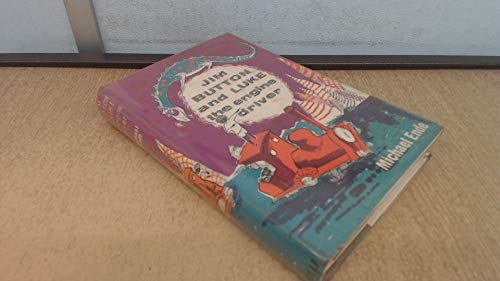 JIM
BUTTON
and LUKE
the engine
driver
Michael Ende